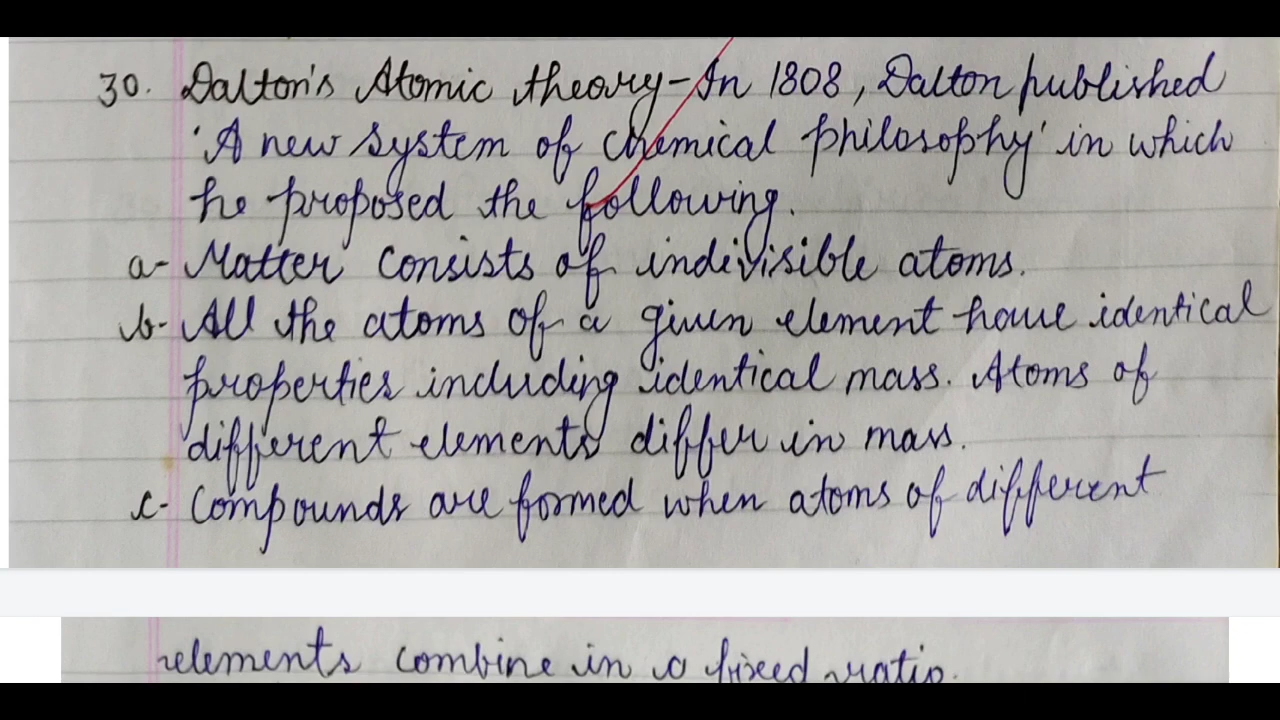 30. Dalton's Atomic theory - In 1808, Dalton published
'A new system of chemical philosophy' in which
he proposed the following.
a- Matter consists of indivisible atoms.
b- All the atoms of a given element have identical
properties including identical mass. Atoms of
different elements differ in mass.
c- Compounds are formed when atoms of different
elements combine in a fixed ratio.